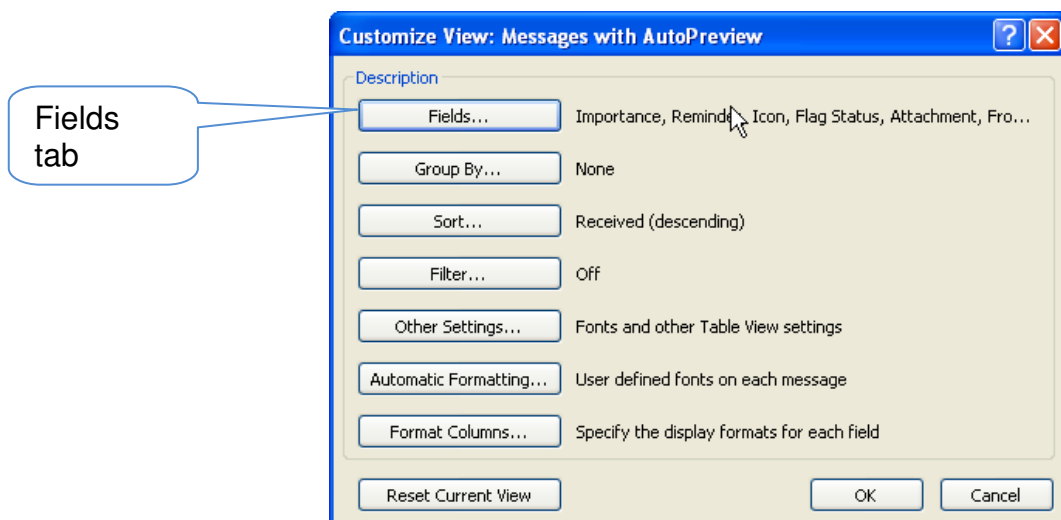 Customize View: Messages with AutoPreview
Description
Fields tab
Fields... Importance, Reminder, Icon, Flag Status, Attachment, Fro...
Group By... None
Sort... Received (descending)
Filter... Off
Other Settings... Fonts and other Table View settings
Automatic Formatting... User defined fonts on each message
Format Columns... Specify the display formats for each field
Reset Current View OK Cancel